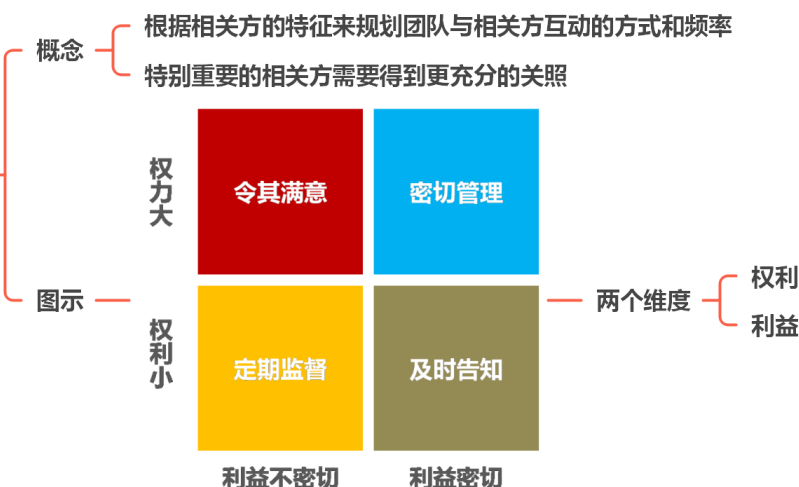 概念
根据相关方的特征来规划团队与相关方互动的方式和频率
特别重要的相关方需要得到更充分的关照
图示
权力大
令其满意
密切管理
权利小
定期监督
及时告知
利益不密切
利益密切
两个维度
权利
利益